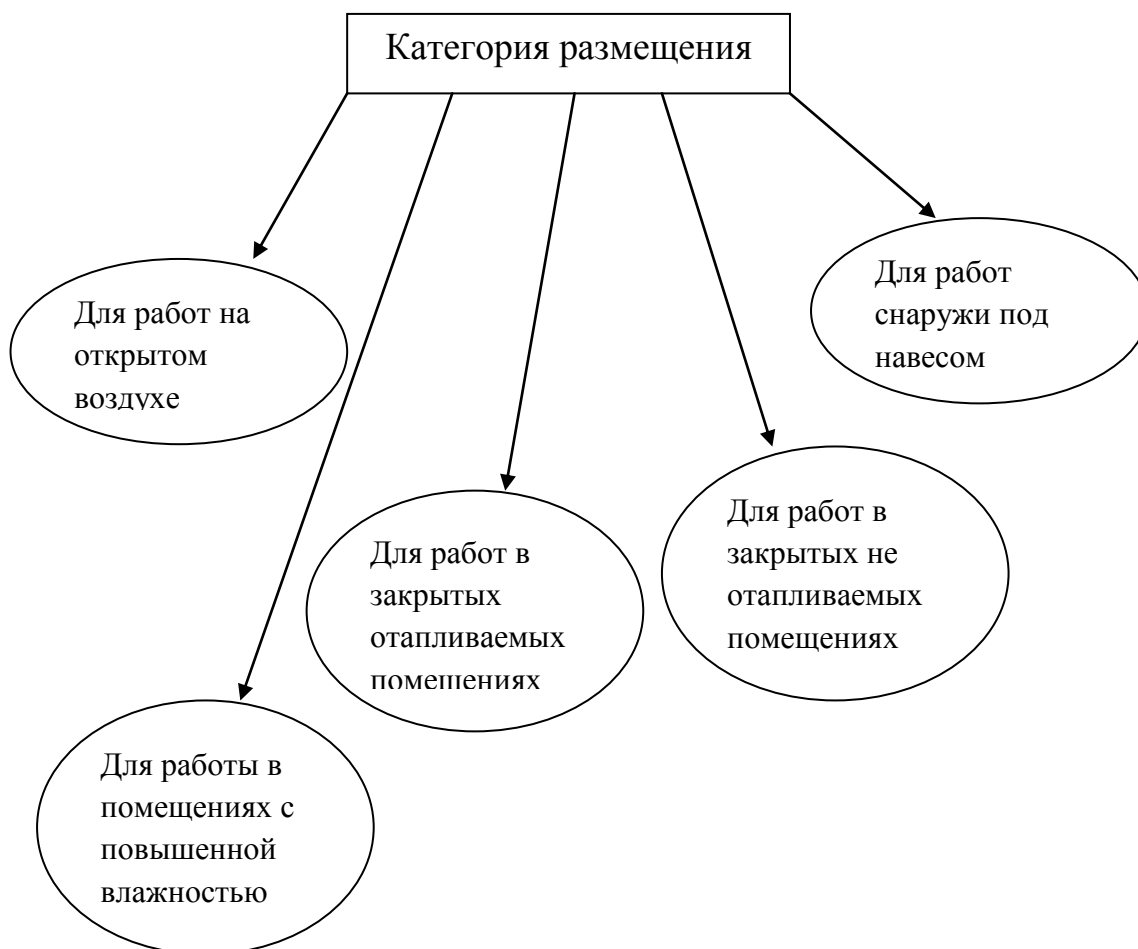 Категория размещения
Для работ на
открытом
воздухе
Для работ
снаружи под
навесом
Для работ в
закрытых
отапливаемых
помещениях
Для работ в
закрытых не
отапливаемых
помещениях
Для работы в
помещениях с
повышенной
влажностью